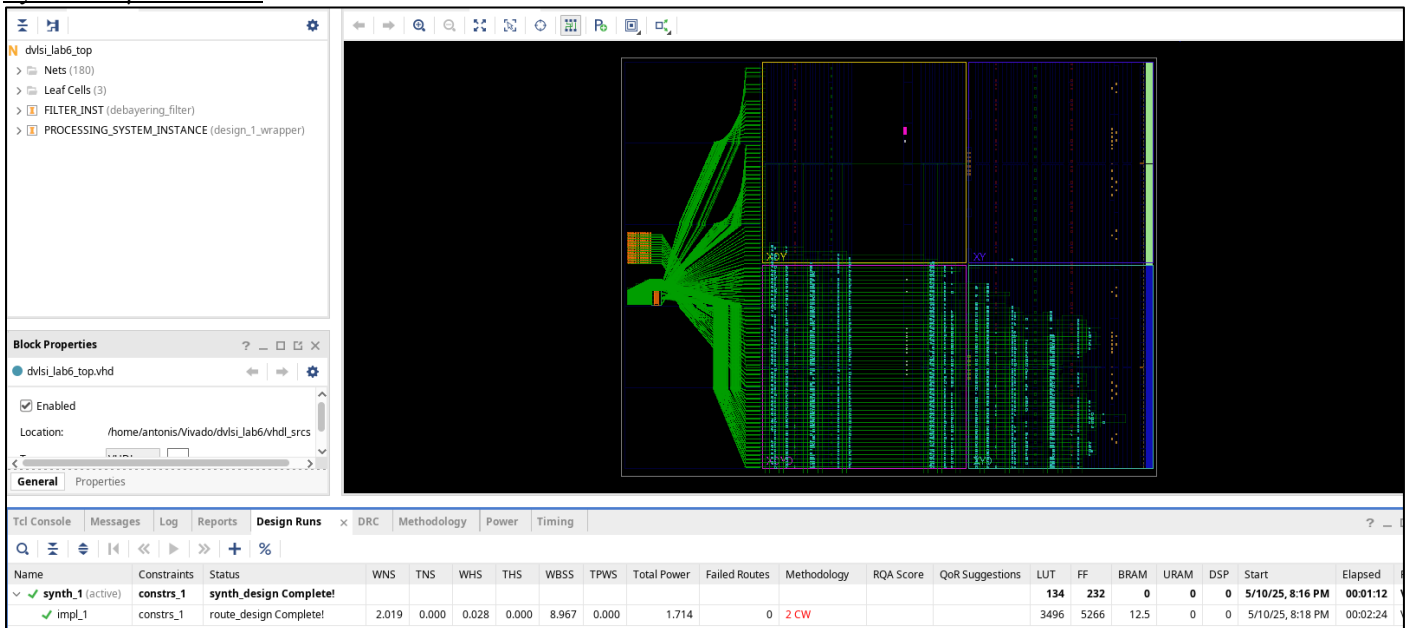 N dvlsi_lab6_top
Nets (180)
Leaf Cells (3)
FILTER_INST (debayering_filter)
PROCESSING_SYSTEM_INSTANCE (design_1_wrapper)
Block Properties
dvlsi_lab6_top.vhd
Enabled
Location: /home/antonis/Vivado/dvlsi_lab6/vhdl_srcs
General Properties
Tcl Console Messages Log Reports Design Runs × DRC Methodology Power Timing
Name Constraints Status WNS TNS WHS THS WBSS TPWS Total Power Failed Routes Methodology RQA Score QoR Suggestions LUT FF BRAM URAM DSP Start Elapsed
synth_1 (active) constrs_1 synth_design Complete! 134 232 0 0 0 5/10/25, 8:16 PM 00:01:12
impl_1 constrs_1 route_design Complete! 2.019 0.000 0.028 0.000 8.967 0.000 1.714 0 2 CW 3496 5266 12.5 0 0 5/10/25, 8:18 PM 00:02:24